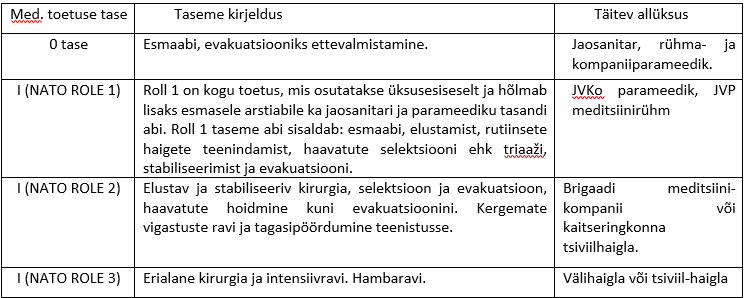 Med. toetuse tase
Taseme kirjeldus
Täitev allüksus
0 tase
Esmaabi, evakuatsiooniks ettevalmistamine.
Jaosanitar, rühma- ja
kompaniiparameedik.
I (NATO ROLE 1)
Roll 1 on kogu toetus, mis osutatakse üksusesiseselt ja hõlmab
lisaks esmasele arstiabile ka jaosanitari ja parameediku tasandi
abi. Roll 1 taseme abi sisaldab: esmaabi, elustamist, rutiinsete
haigete teenindamist, haavatute selektsiooni ehk triaaži,
stabiliseerimist ja evakuatsiooni.
JVKo parameedik, JVP
meditsiinirühm
I (NATO ROLE 2)
Elustav ja stabiliseeriv kirurgia, selektsioon ja evakuatsioon,
haavatute hoidmine kuni evakuatsioonini. Kergemate
vigastuste ravi ja tagasipöördumine teenistusse.
Brigaadi meditsiini-
kompanii või
kaitseringkonna
tsiviilhaigla.
I (NATO ROLE 3)
Erialane kirurgia ja intensiivravi. Hambaravi.
Välihaigla või tsiviil-haigla